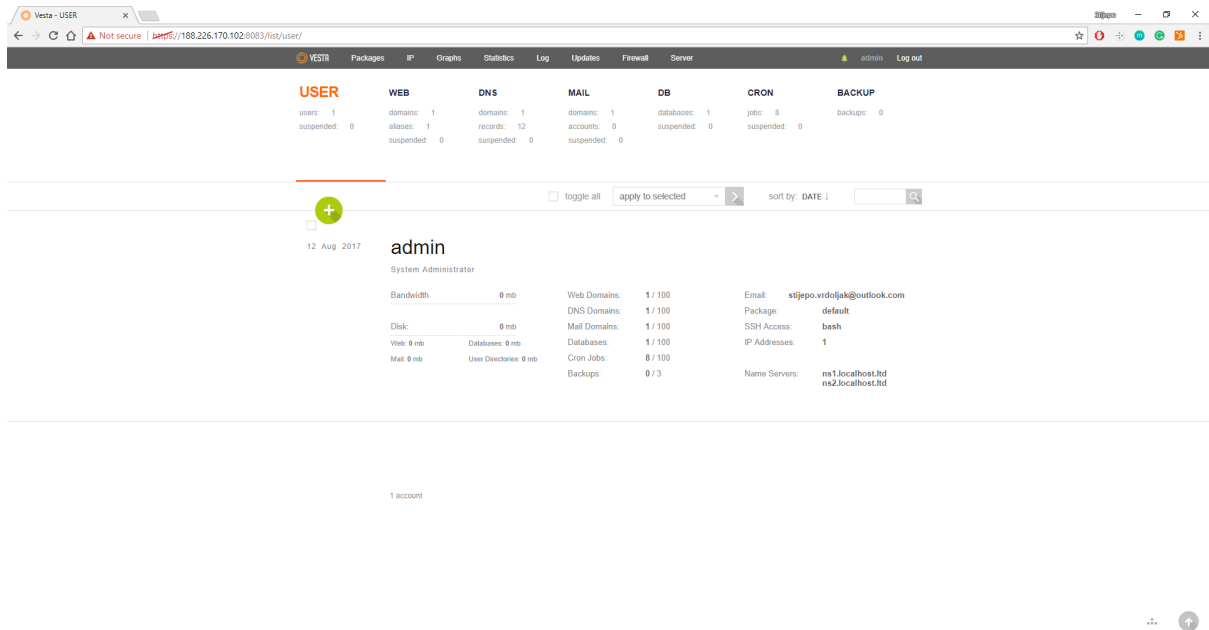 Vesta - USER
Stijepo
Not secure | https://188.226.170.102:8083/list/user/
VESTA Packages IP Graphs Statistics Log Updates Firewall Server admin Log out
USER WEB DNS MAIL DB CRON BACKUP
users: 1 domains: 1 domains: 1 domains: 1 databases: 1 jobs: 8 backups: 0
suspended: 0 aliases: 1 records: 12 accounts: 0 suspended: 0 suspended: 0
suspended: 0 suspended: 0 suspended: 0
toggle all apply to selected sort by: DATE ↓
12 Aug 2017 admin
System Administrator
Bandwidth 0 mb Web Domains: 1 / 100 Email: stijepo.vrdoljak@outlook.com
DNS Domains: 1 / 100 Package: default
Disk: 0 mb Mail Domains: 1 / 100 SSH Access: bash
Web: 0 mb Databases: 0 mb Databases: 1 / 100 IP Addresses: 1
Mail: 0 mb User Directories: 0 mb Cron Jobs: 8 / 100
Backups: 0 / 3 Name Servers: ns1.localhost.ltd
ns2.localhost.ltd
1 account